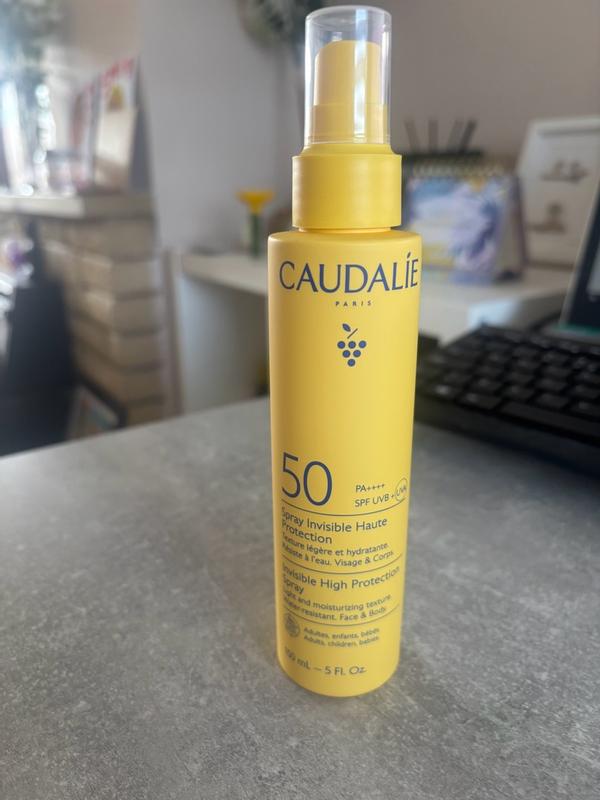 CAUDALÍE
PARIS
50
PA++++
SPF UVB + UVA
Spray Invisible Haute
Protection
Texture légère et hydratante.
Résiste à l'eau. Visage & Corps.
Invisible High Protection
Spray
Light and moisturizing texture.
Water-resistant. Face & Body.
Adultes, enfants, bébés.
Adults, children, babies.
mL – 5 Fl. Oz.